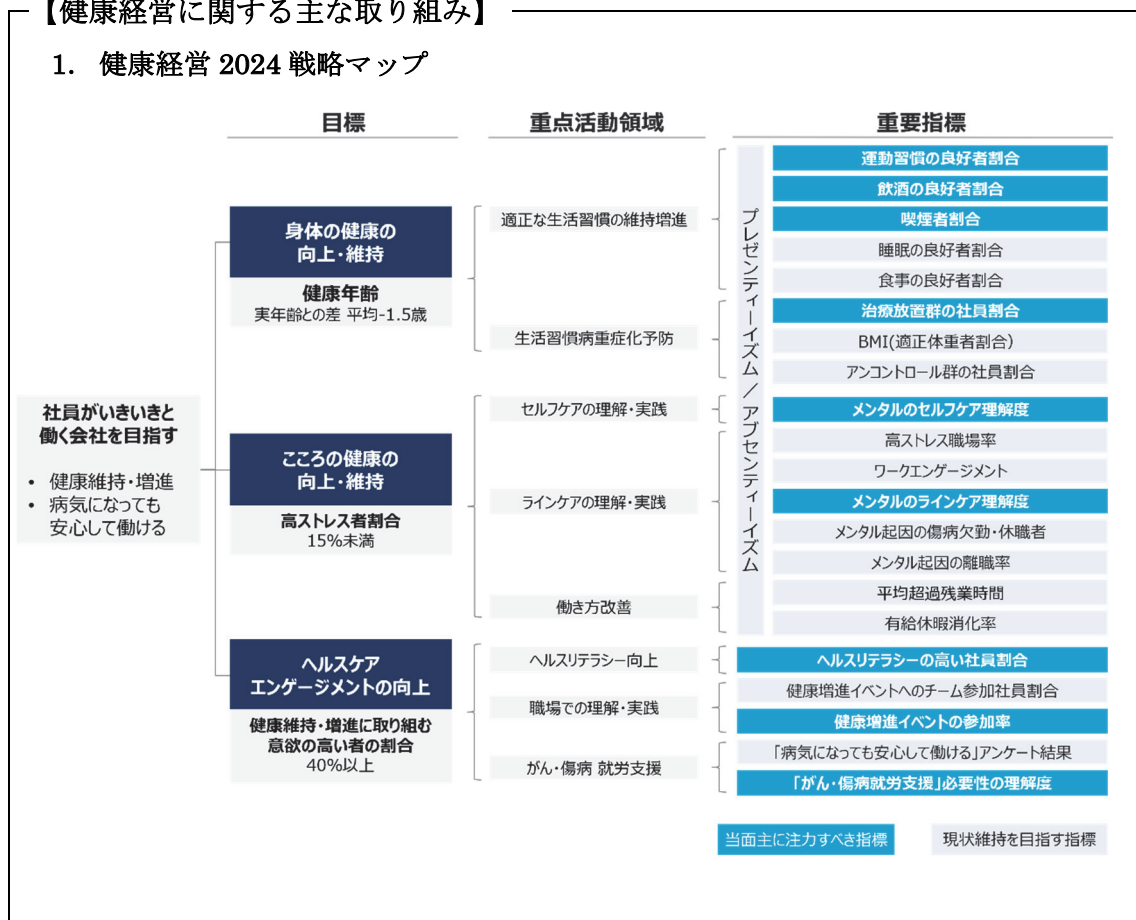 【健康経営に関する主な取り組み】
1. 健康経営 2024 戦略マップ
目標
重点活動領域
重要指標
社員がいきいきと
働く会社を目指す
• 健康維持・増進
• 病気になっても
安心して働ける
身体の健康の
向上・維持
健康年齢
実年齢との差 平均-1.5歳
適正な生活習慣の維持増進
生活習慣病重症化予防
こころの健康の
向上・維持
高ストレス者割合
15%未満
セルフケアの理解・実践
ラインケアの理解・実践
働き方改善
ヘルスケア
エンゲージメントの向上
健康維持・増進に取り組む
意欲の高い者の割合
40%以上
ヘルスリテラシー向上
職場での理解・実践
がん・傷病 就労支援
プレゼンティーイズム / アブセンティーイズム
運動習慣の良好者割合
飲酒の良好者割合
喫煙者割合
睡眠の良好者割合
食事の良好者割合
治療放置群の社員割合
BMI(適正体重者割合)
アンコントロール群の社員割合
メンタルのセルフケア理解度
高ストレス職場率
ワークエンゲージメント
メンタルのラインケア理解度
メンタル起因の傷病欠勤・休職者
メンタル起因の離職率
平均超過残業時間
有給休暇消化率
ヘルスリテラシーの高い社員割合
健康増進イベントへのチーム参加社員割合
健康増進イベントの参加率
「病気になっても安心して働ける」アンケート結果
「がん・傷病就労支援」必要性の理解度
当面主に注力すべき指標
現状維持を目指す指標